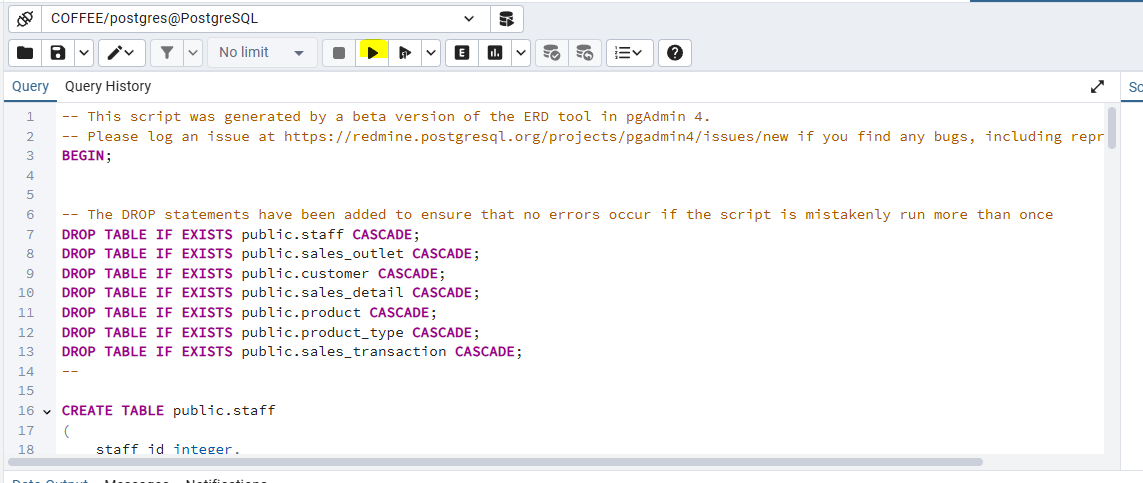 COFFEE/postgres@PostgreSQL
No limit
E
Query Query History
Sc
1 -- This script was generated by a beta version of the ERD tool in pgAdmin 4.
2 -- Please log an issue at https://redmine.postgresql.org/projects/pgadmin4/issues/new if you find any bugs, including repr
3 BEGIN;
4
5
6 -- The DROP statements have been added to ensure that no errors occur if the script is mistakenly run more than once
7 DROP TABLE IF EXISTS public.staff CASCADE;
8 DROP TABLE IF EXISTS public.sales_outlet CASCADE;
9 DROP TABLE IF EXISTS public.customer CASCADE;
10 DROP TABLE IF EXISTS public.sales_detail CASCADE;
11 DROP TABLE IF EXISTS public.product CASCADE;
12 DROP TABLE IF EXISTS public.product_type CASCADE;
13 DROP TABLE IF EXISTS public.sales_transaction CASCADE;
14 --
15
16 CREATE TABLE public.staff
17 (
18 staff_id integer,
Data Output Messages Notifications